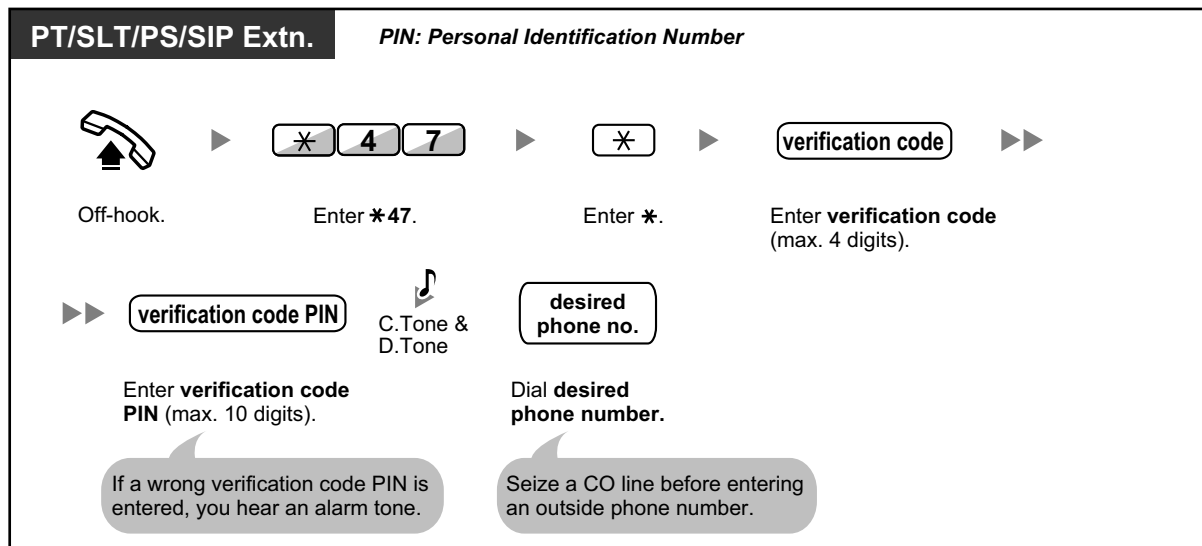 PT/SLT/PS/SIP Extn.
PIN: Personal Identification Number
* 4 7
*
verification code
Off-hook.
Enter *47.
Enter *.
Enter verification code
(max. 4 digits).
verification code PIN
C.Tone &
D.Tone
desired
phone no.
Enter verification code
PIN (max. 10 digits).
Dial desired
phone number.
If a wrong verification code PIN is
entered, you hear an alarm tone.
Seize a CO line before entering
an outside phone number.